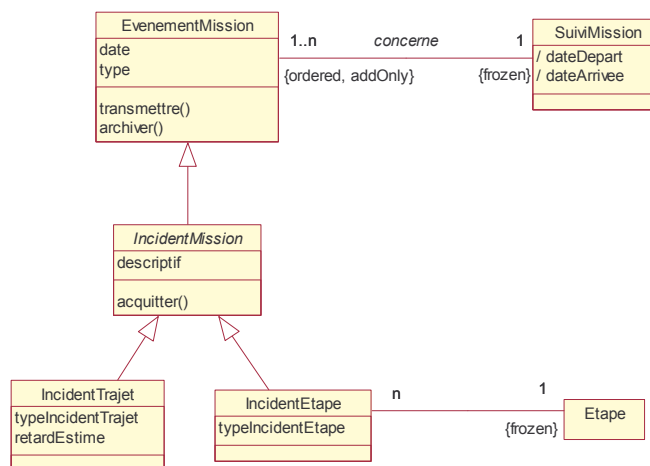 EvenementMission
date
type
transmettre()
archiver()
1..n
concerne
1
{ordered, addOnly}
{frozen}
SuiviMission
/ dateDepart
/ dateArrivee
IncidentMission
descriptif
acquitter()
IncidentTrajet
typeIncidentTrajet
retardEstime
IncidentEtape
typeIncidentEtape
n
1
{frozen}
Etape